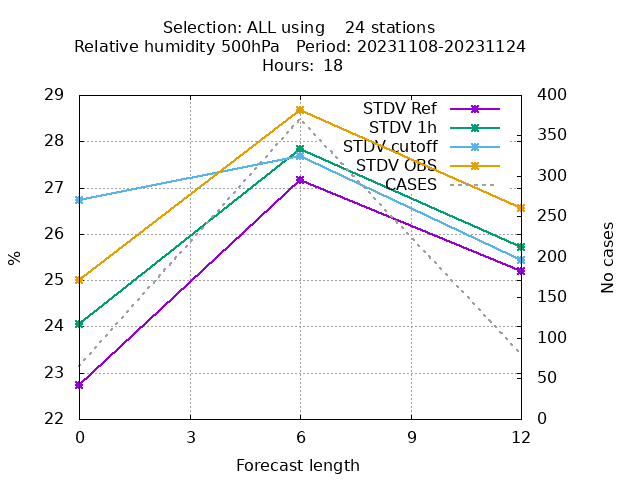 Selection: ALL using    24 stations
Relative humidity 500hPa   Period: 20231108-20231124
Hours: 18
29
28
27
26
25
24
23
22
%
400
350
300
250
200
150
100
50
0
No cases
STDV Ref
STDV 1h
STDV cutoff
STDV OBS
CASES
0 3 6 9 12
Forecast length